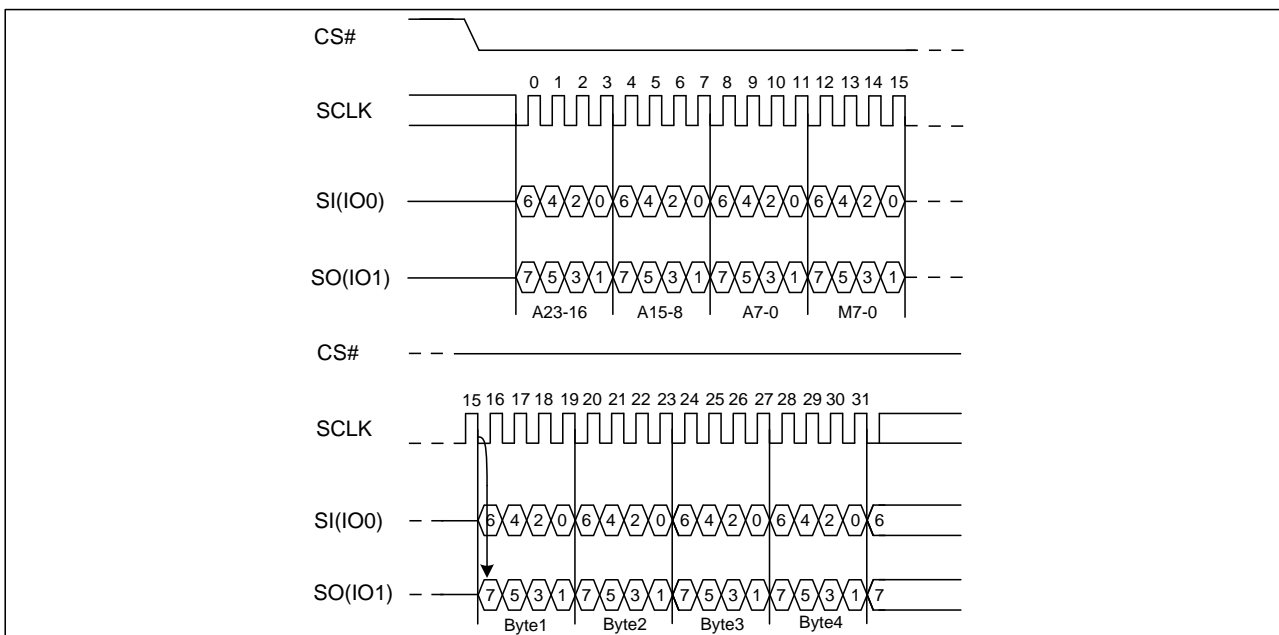 CS#
0 1 2 3 4 5 6 7 8 9 10 11 12 13 14 15
SCLK
SI(IO0) 6 4 2 0 6 4 2 0 6 4 2 0 6 4 2 0
SO(IO1) 7 5 3 1 7 5 3 1 7 5 3 1 7 5 3 1
A23-16 A15-8 A7-0 M7-0
CS#
15 16 17 18 19 20 21 22 23 24 25 26 27 28 29 30 31
SCLK
SI(IO0) 6 4 2 0 6 4 2 0 6 4 2 0 6 4 2 0 6
SO(IO1) 7 5 3 1 7 5 3 1 7 5 3 1 7 5 3 1 7
Byte1 Byte2 Byte3 Byte4